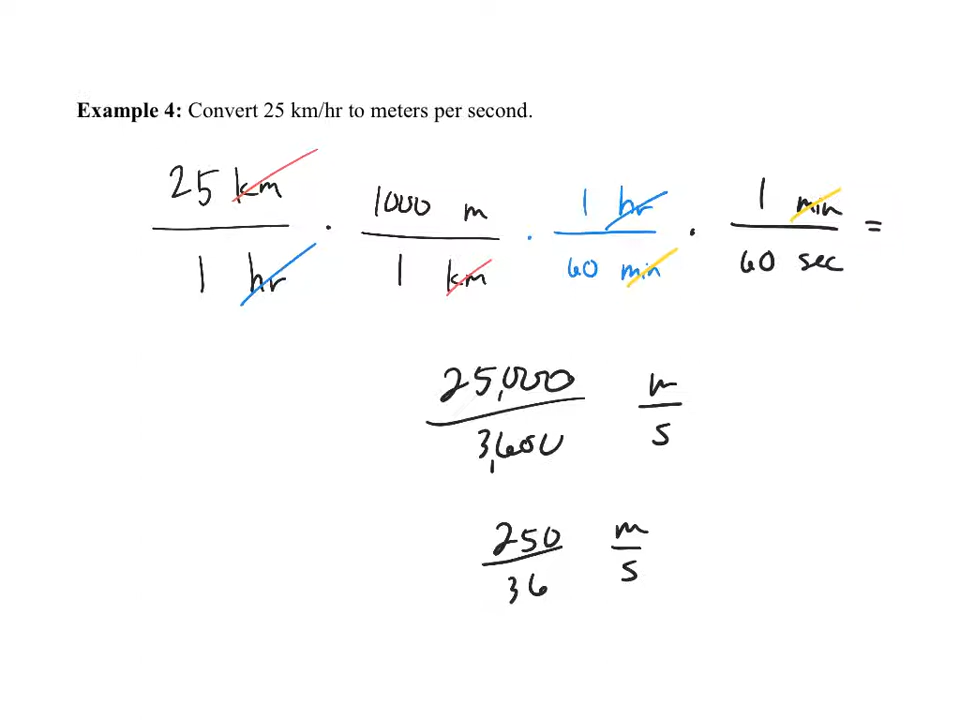 Example 4: Convert 25 km/hr to meters per second.
25 km / 1 hr · 1000 m / 1 km · 1 hr / 60 min · 1 min / 60 sec =
25,000 / 3,600 m / s
250 / 36 m / s